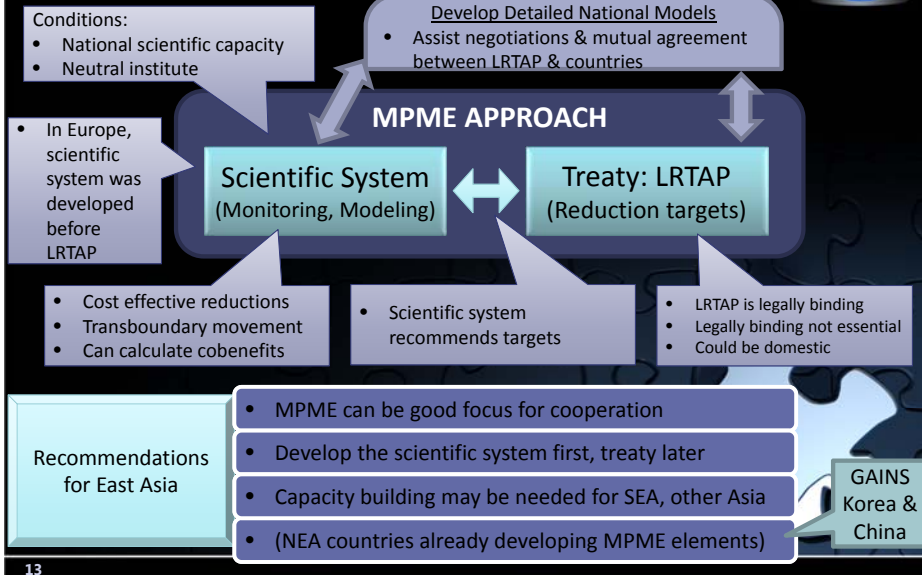 Conditions:
• National scientific capacity
• Neutral institute
Develop Detailed National Models
• Assist negotiations & mutual agreement
between LRTAP & countries
MPME APPROACH
• In Europe,
scientific
system was
developed
before
LRTAP
Scientific System
(Monitoring, Modeling)
Treaty: LRTAP
(Reduction targets)
• Cost effective reductions
• Transboundary movement
• Can calculate cobenefits
• Scientific system
recommends targets
• LRTAP is legally binding
• Legally binding not essential
• Could be domestic
Recommendations
for East Asia
• MPME can be good focus for cooperation
• Develop the scientific system first, treaty later
• Capacity building may be needed for SEA, other Asia
• (NEA countries already developing MPME elements)
GAINS
Korea &
China
13